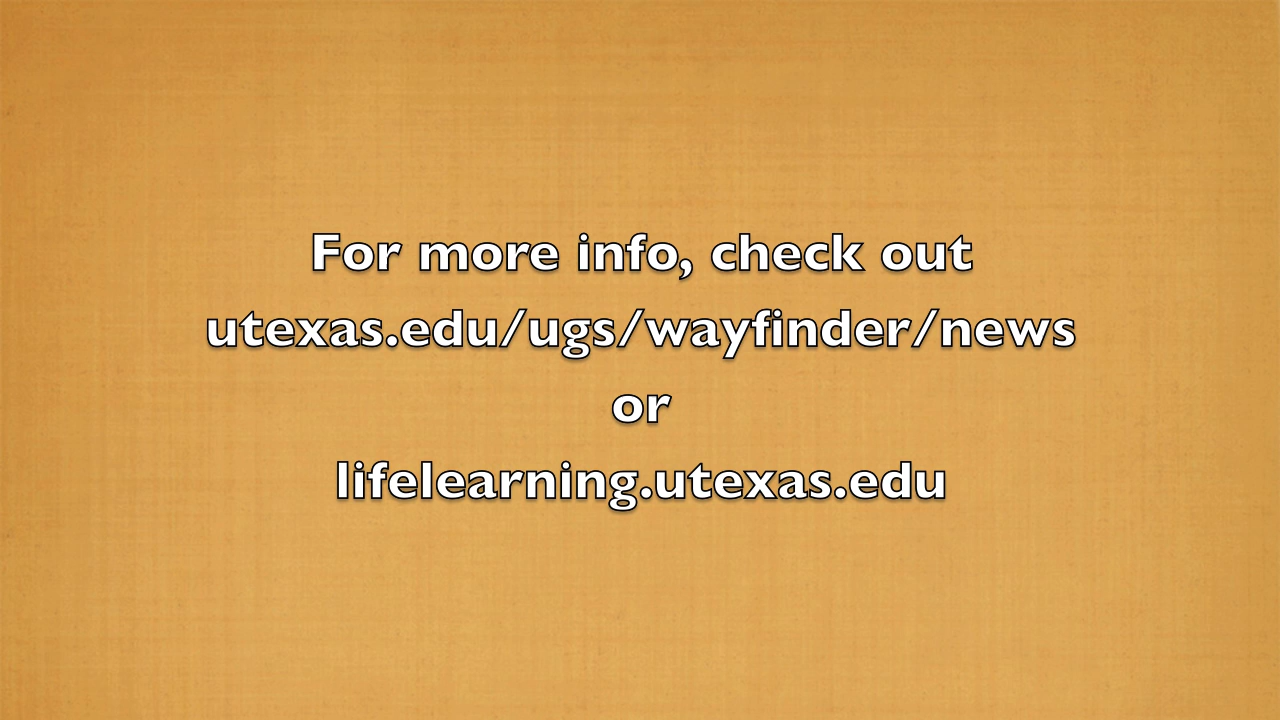 For more info, check out
utexas.edu/ugs/wayfinder/news
or
lifelearning.utexas.edu